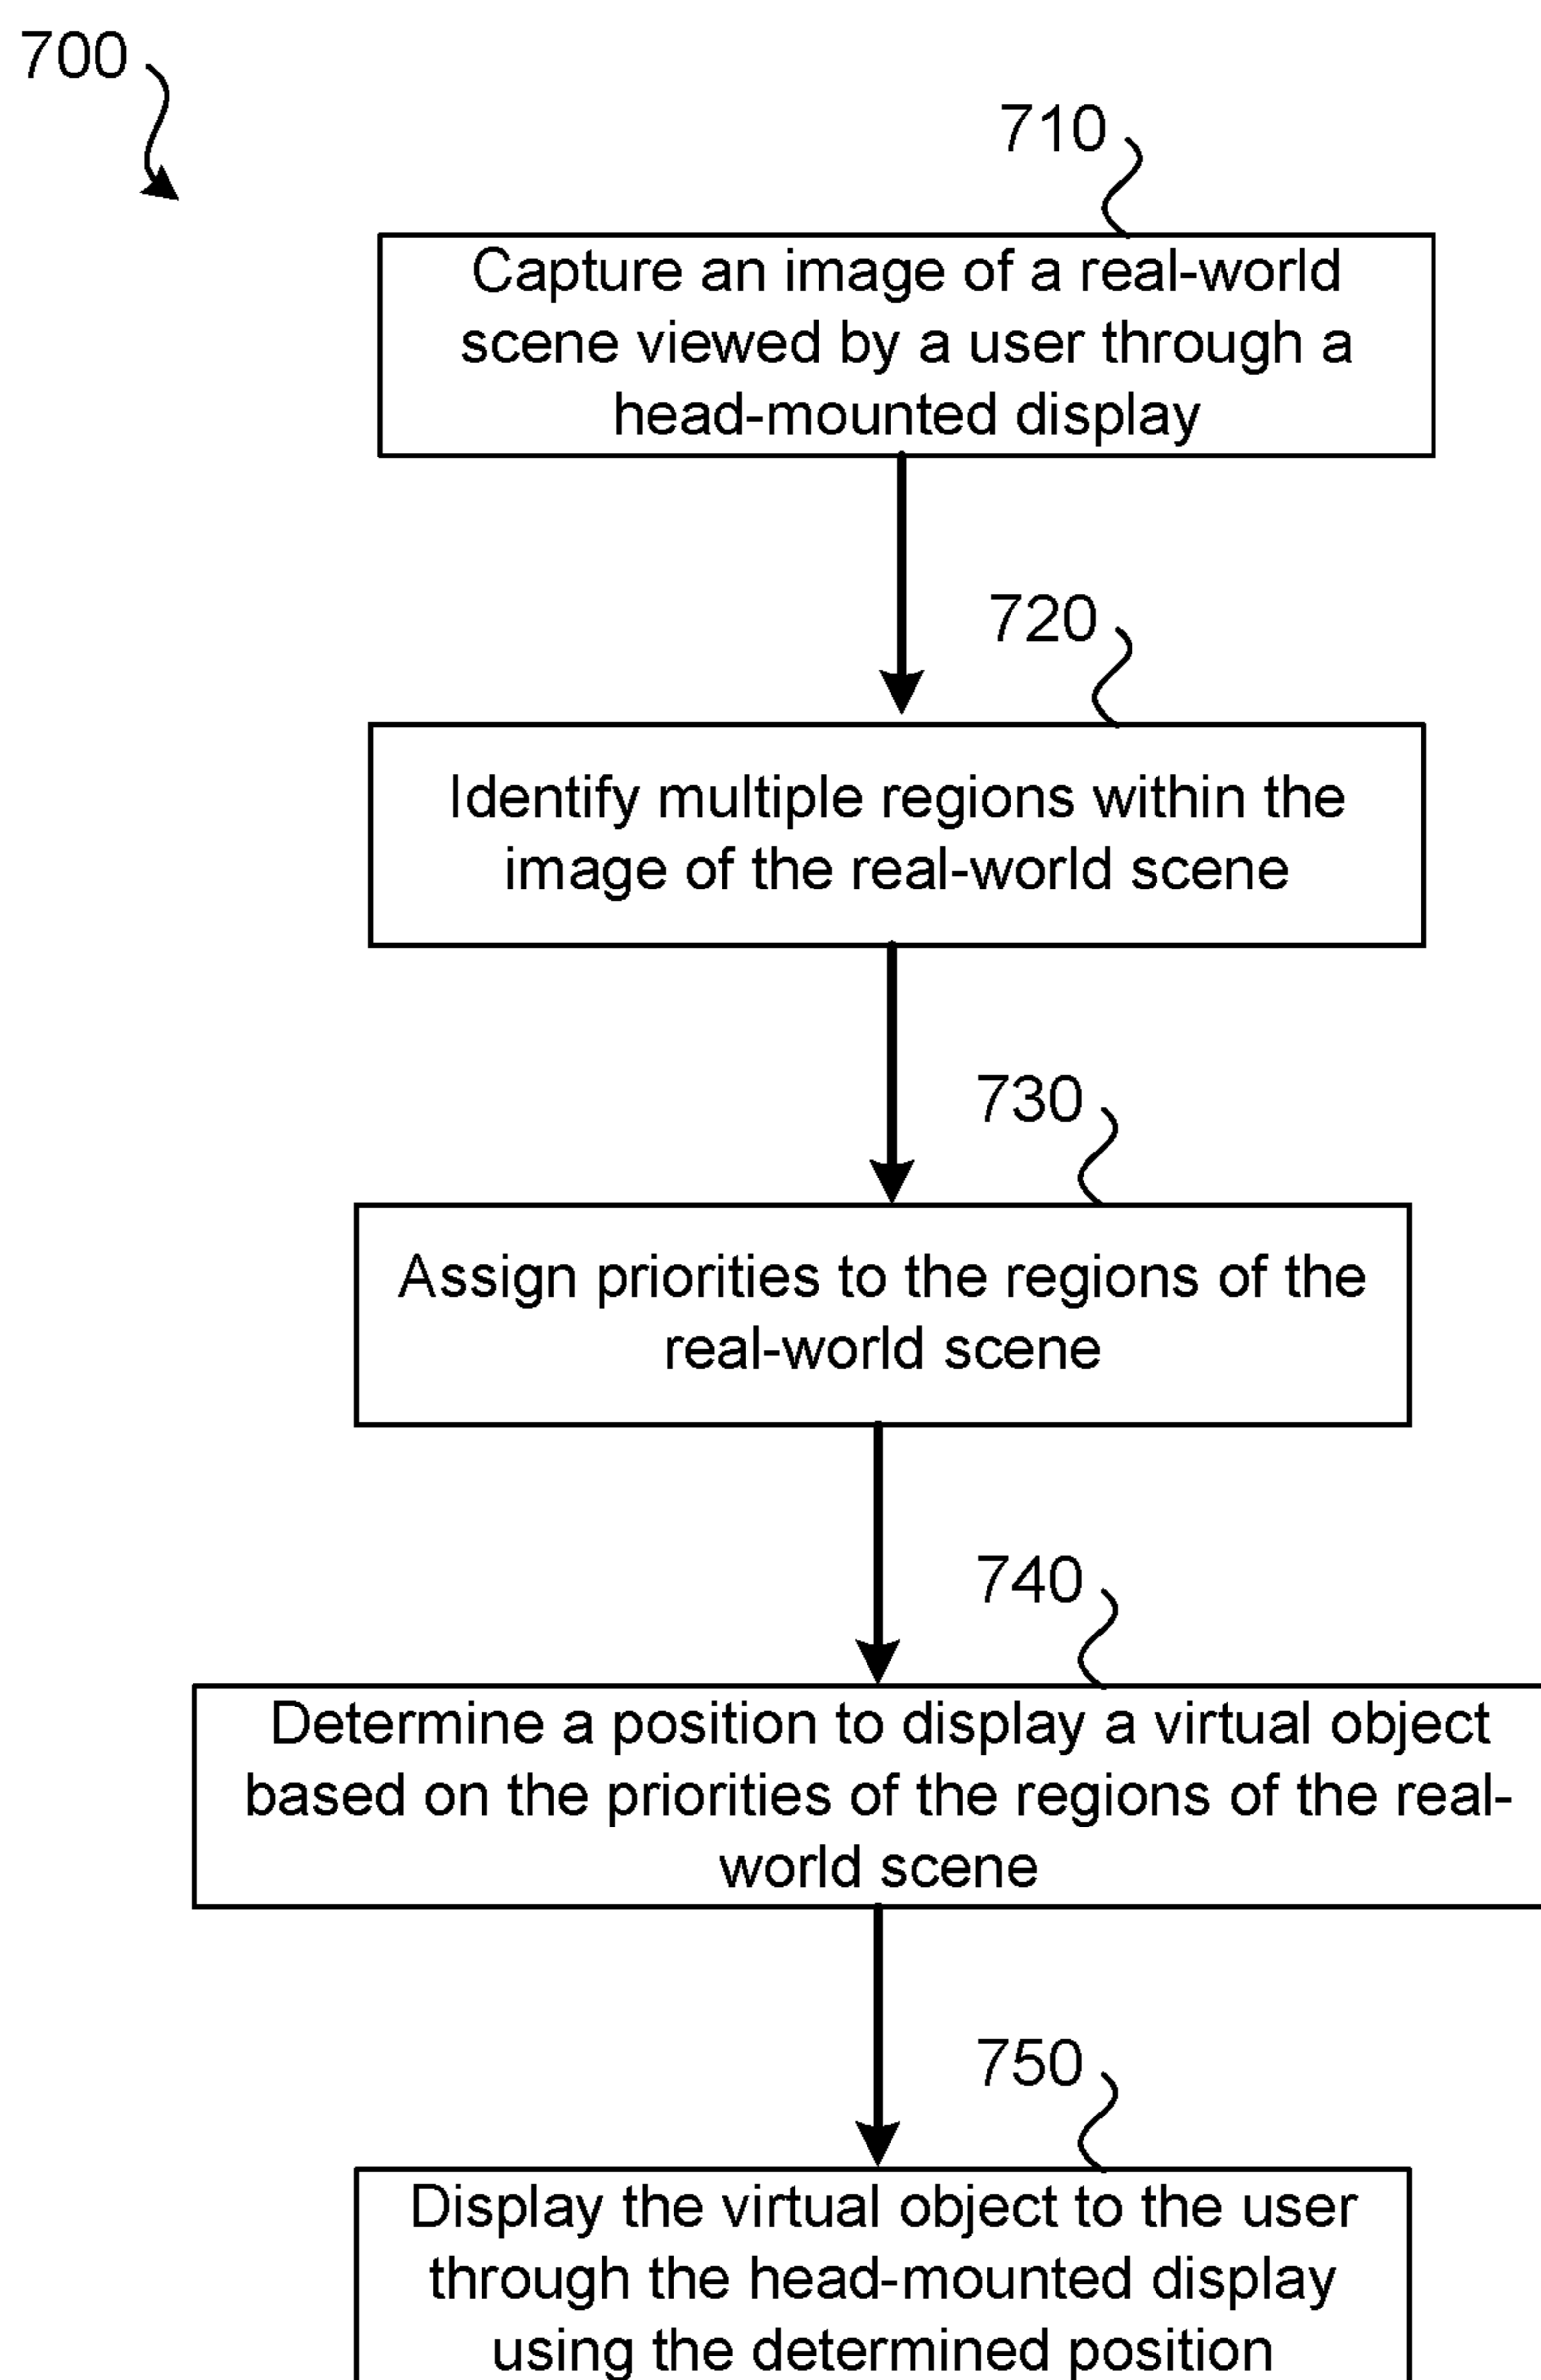 700
710
Capture an image of a real-world
scene viewed by a user through a
head-mounted display
720
Identify multiple regions within the
image of the real-world scene
730
Assign priorities to the regions of the
real-world scene
740
Determine a position to display a virtual object
based on the priorities of the regions of the real-
world scene
750
Display the virtual object to the user
through the head-mounted display
using the determined position